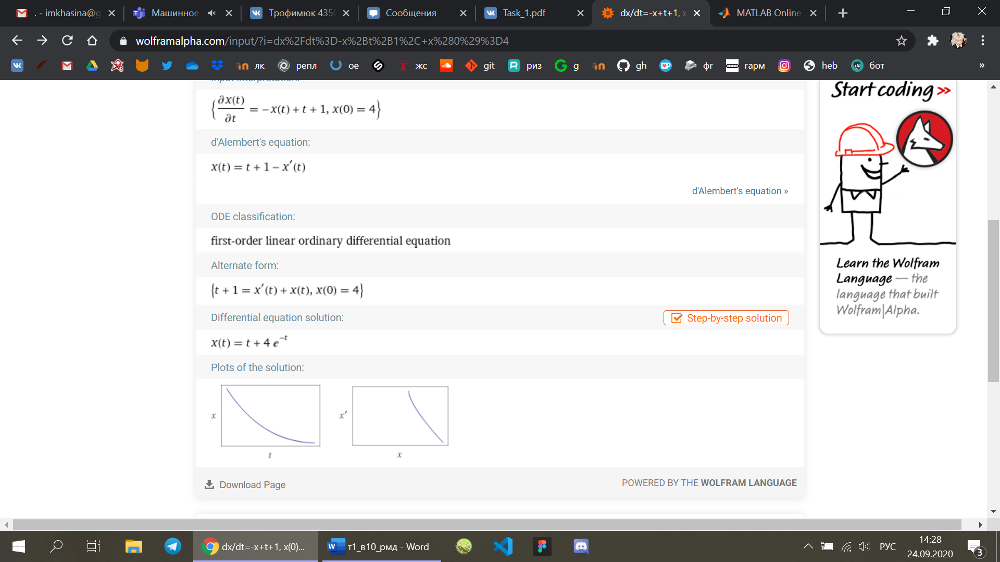 . - imkhasina@g
Машинное
Трофимюк 435
Сообщения
Task_1.pdf
dx/dt=-x+t+1, x
MATLAB Online
wolframalpha.com/input/?i=dx%2Fdt%3D-x%2Bt%2B1%2C+x%280%29%3D4
лк
репл
ое
жс
git
риз
g
gh
фг
гарм
heb
бот
»
Input interpretation:
{∂x(t)/∂t = −x(t) + t + 1, x(0) = 4}
d'Alembert's equation:
x(t) = t + 1 − x′(t)
d'Alembert's equation »
ODE classification:
first-order linear ordinary differential equation
Alternate form:
{t + 1 = x′(t) + x(t), x(0) = 4}
Differential equation solution:
Step-by-step solution
x(t) = t + 4 e^−t
Plots of the solution:
x
t
x′
x
Download Page
POWERED BY THE WOLFRAM LANGUAGE
Start coding »
Learn the Wolfram
Language — the
language that built
Wolfram|Alpha.
dx/dt=-x+t+1, x(0)...
т1_в10_рмд - Word
РУС
14:28
24.09.2020
3